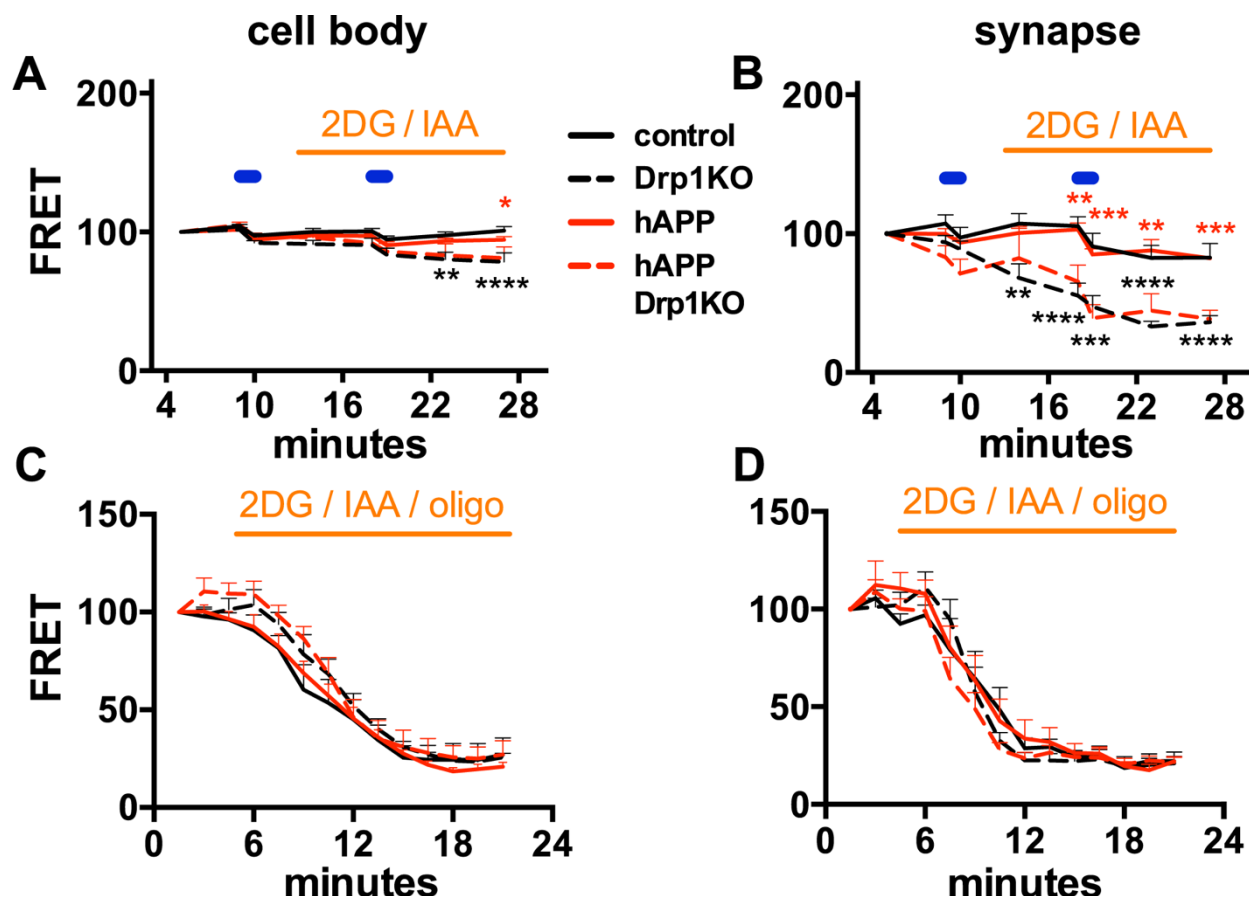 cell body
synapse
A
200
100
0
FRET
2DG / IAA
*
**
****
4 10 16 22 28
minutes
control
Drp1KO
hAPP
hAPP
Drp1KO
B
200
100
0
2DG / IAA
** *** ** ***
** **** *** **** ****
4 10 16 22 28
minutes
C
150
100
50
0
FRET
2DG / IAA / oligo
0 6 12 18 24
minutes
D
150
100
50
0
2DG / IAA / oligo
0 6 12 18 24
minutes